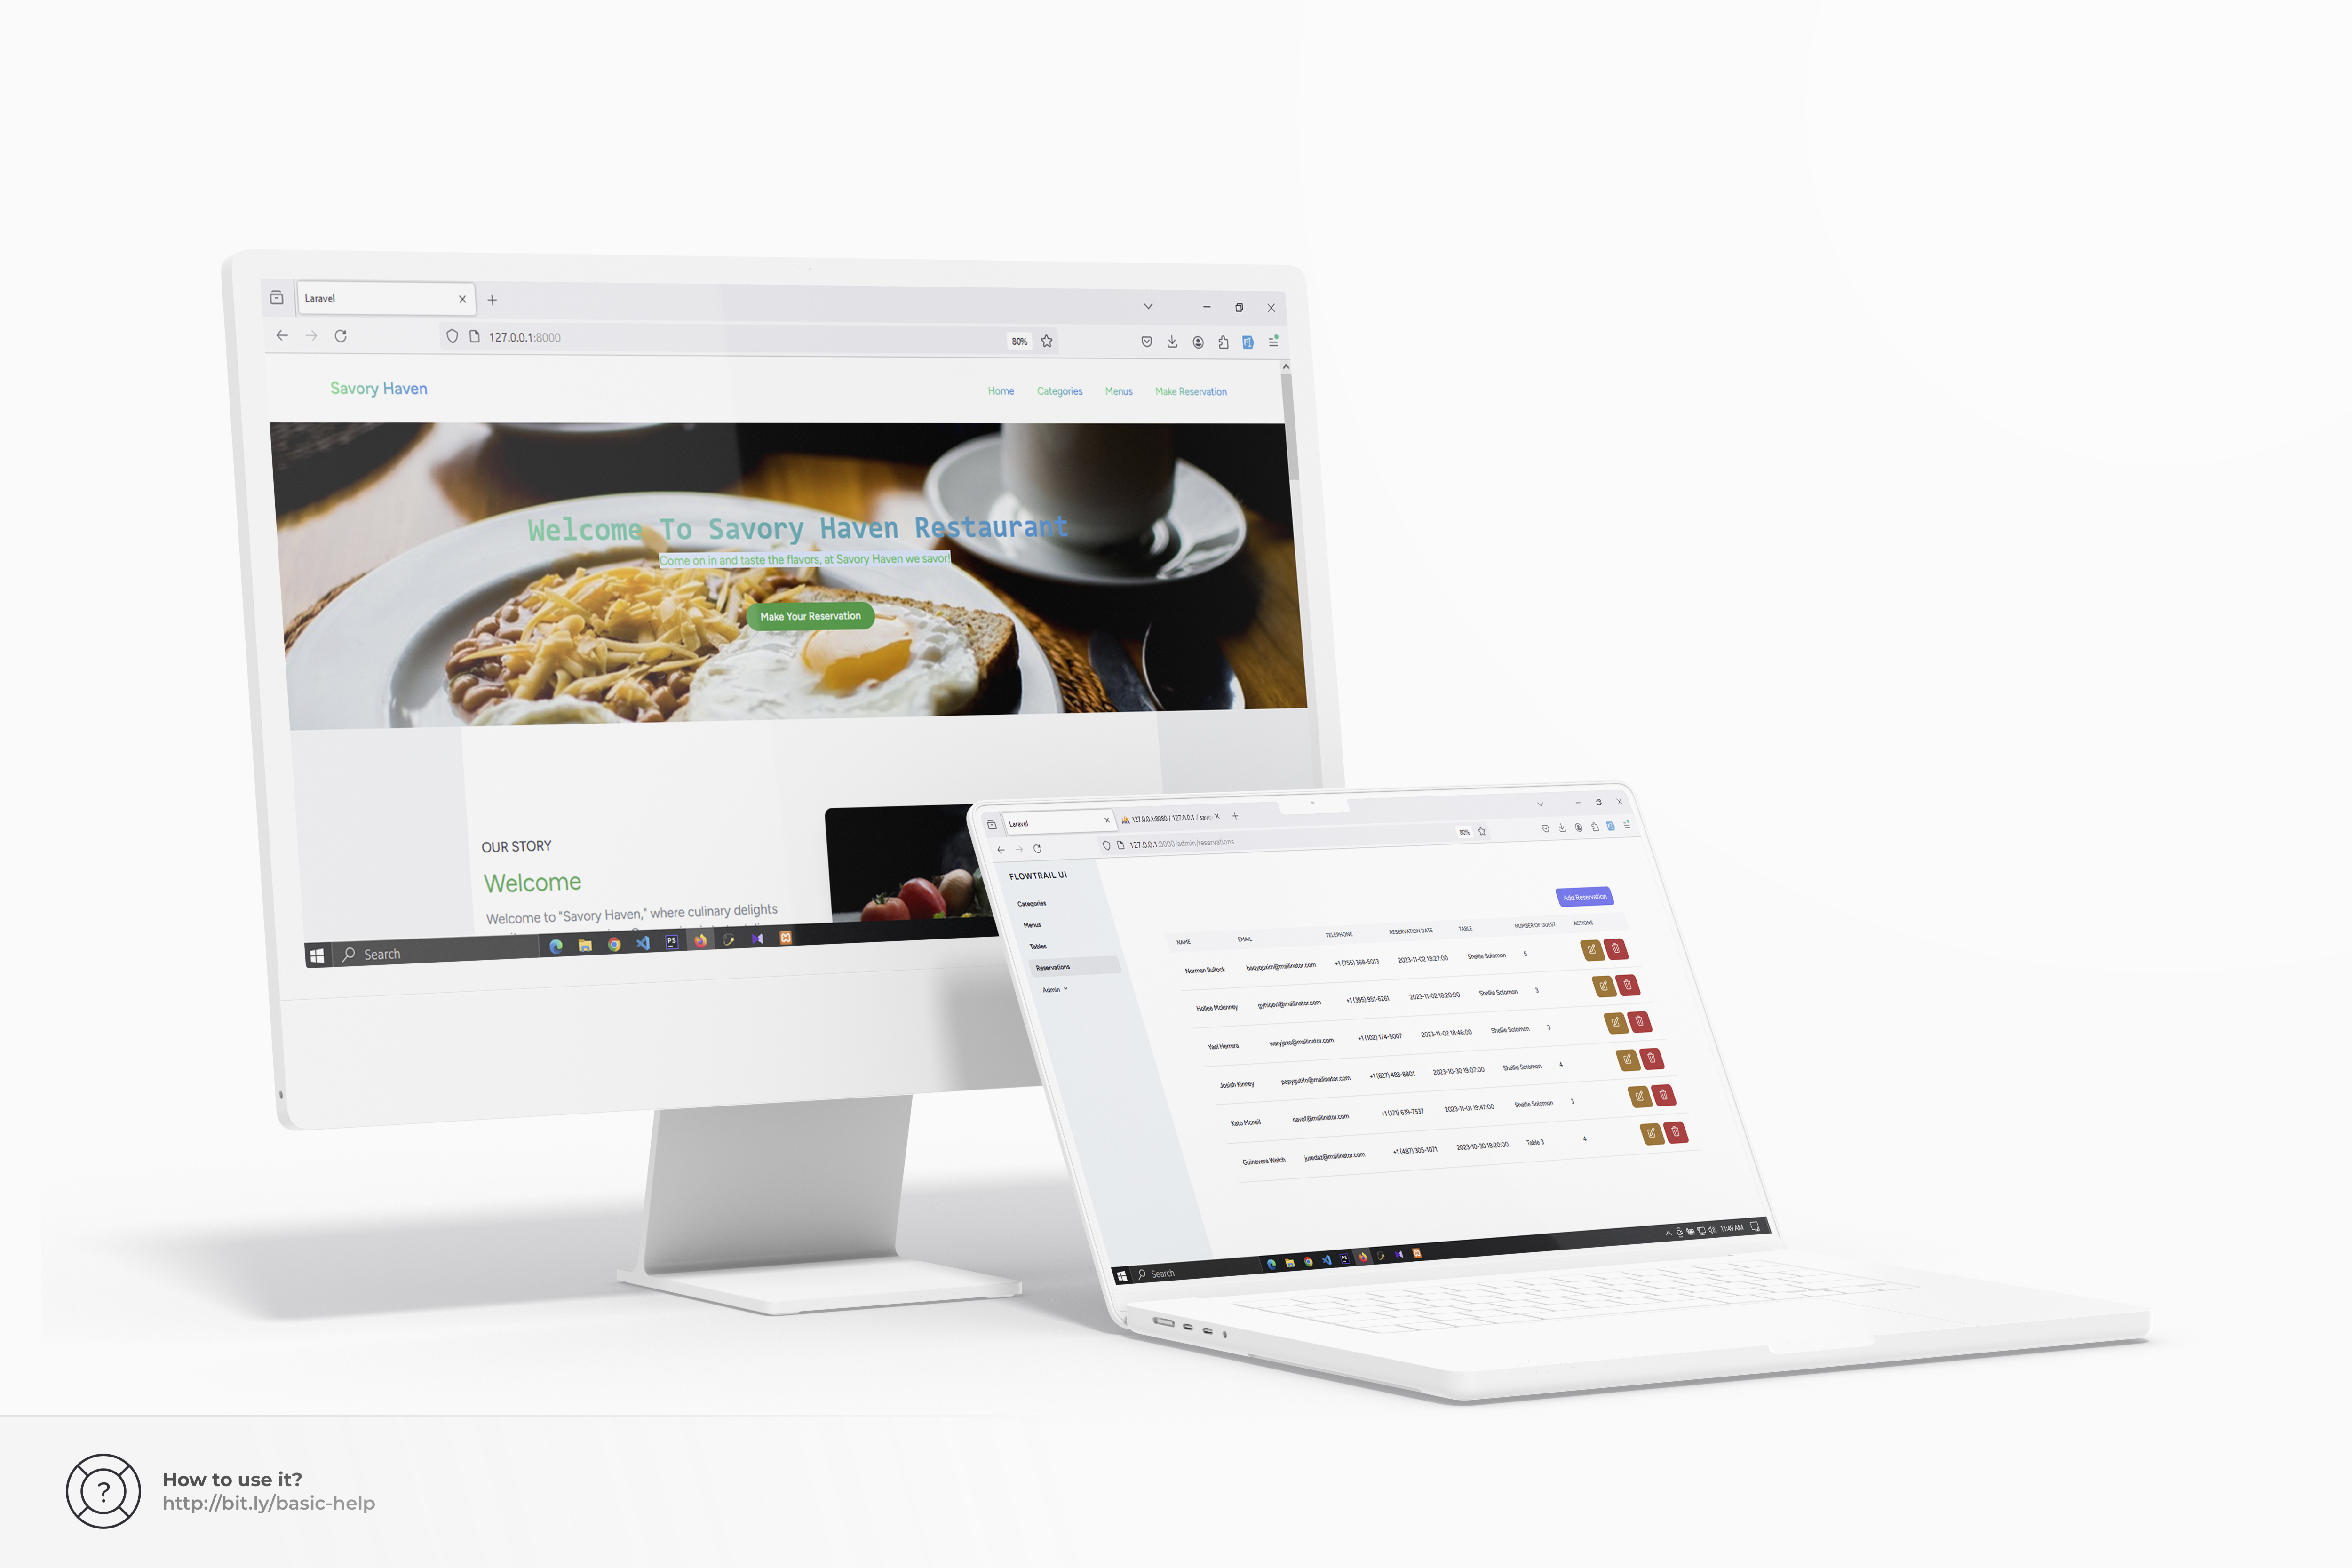 Laravel
127.0.0.1:8000
80%
Savory Haven
Home Categories Menus Make Reservation
Welcome To Savory Haven Restaurant
Come on in and taste the flavors, at Savory Haven we savor!
Make Your Reservation
OUR STORY
Welcome
Welcome to "Savory Haven," where culinary delights
Search
PS
Laravel
127.0.0.1:8080 / 127.0.0.1 / savo
127.0.0.1:8000/admin/reservations
80%
FLOWTRAIL UI
Categories
Menus
Tables
Reservations
Admin
Add Reservation
NAME EMAIL TELEPHONE RESERVATION DATE TABLE NUMBER OF GUEST ACTIONS
Norman Bullock baqyquxim@mailinator.com +1 (755) 368-5013 2023-11-02 18:27:00 Shellie Solomon 5
Hollee Mckinney gyhiqevi@mailinator.com +1 (395) 951-6261 2023-11-02 18:20:00 Shellie Solomon 3
Yael Herrera waryjaxo@mailinator.com +1 (102) 174-5007 2023-11-02 18:46:00 Shellie Solomon 3
Josiah Kinney papygutifo@mailinator.com +1 (627) 483-8801 2023-10-30 19:07:00 Shellie Solomon 4
Kato Mcneil navof@mailinator.com +1 (171) 639-7537 2023-11-01 19:47:00 Shellie Solomon 3
Guinevere Welch juredaz@mailinator.com +1 (487) 305-1071 2023-10-30 18:20:00 Table 3 4
Search
11:49 AM
How to use it?
http://bit.ly/basic-help